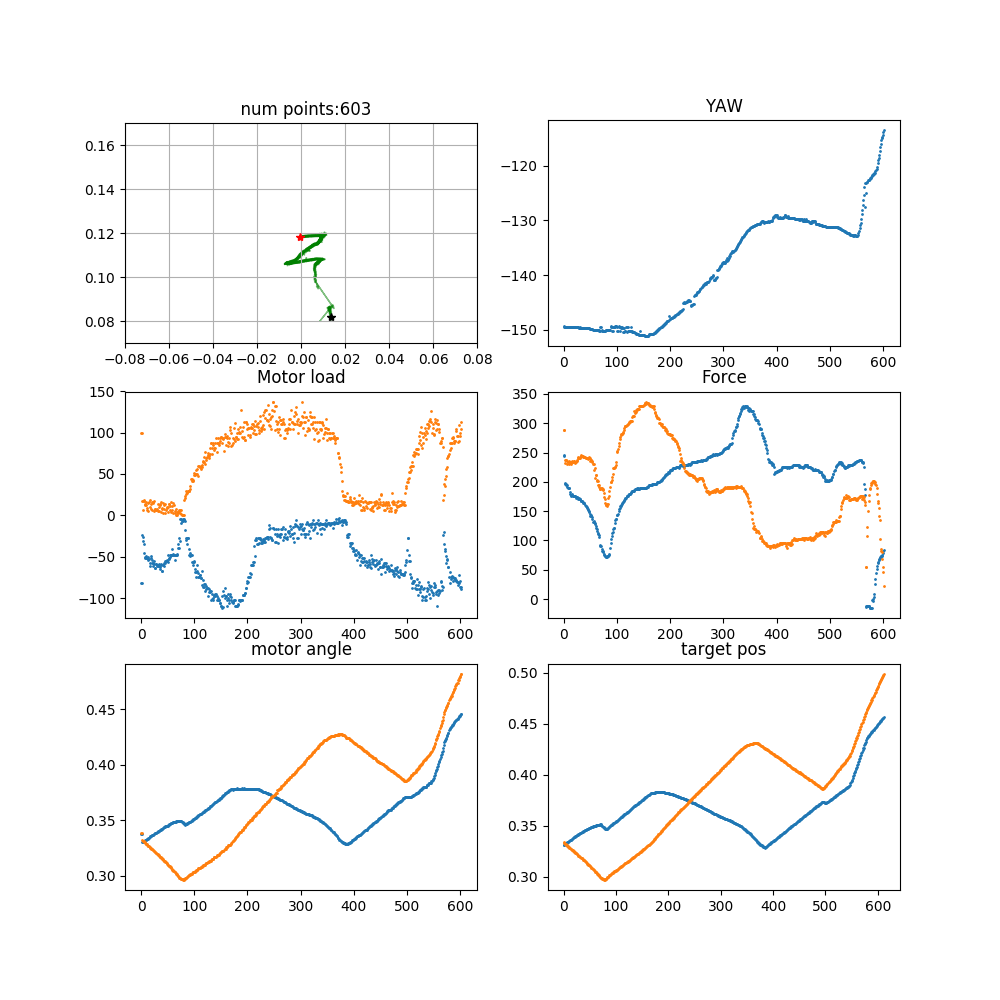 num points:603
YAW
0.16
0.14
0.12
0.10
0.08
−0.08 −0.06 −0.04 −0.02 0.00 0.02 0.04 0.06 0.08
−120
−130
−140
−150
0 100 200 300 400 500 600
Motor load
Force
150
100
50
0
−50
−100
0 100 200 300 400 500 600
350
300
250
200
150
100
50
0
0 100 200 300 400 500 600
motor angle
target pos
0.45
0.40
0.35
0.30
0 100 200 300 400 500 600
0.50
0.45
0.40
0.35
0.30
0 100 200 300 400 500 600